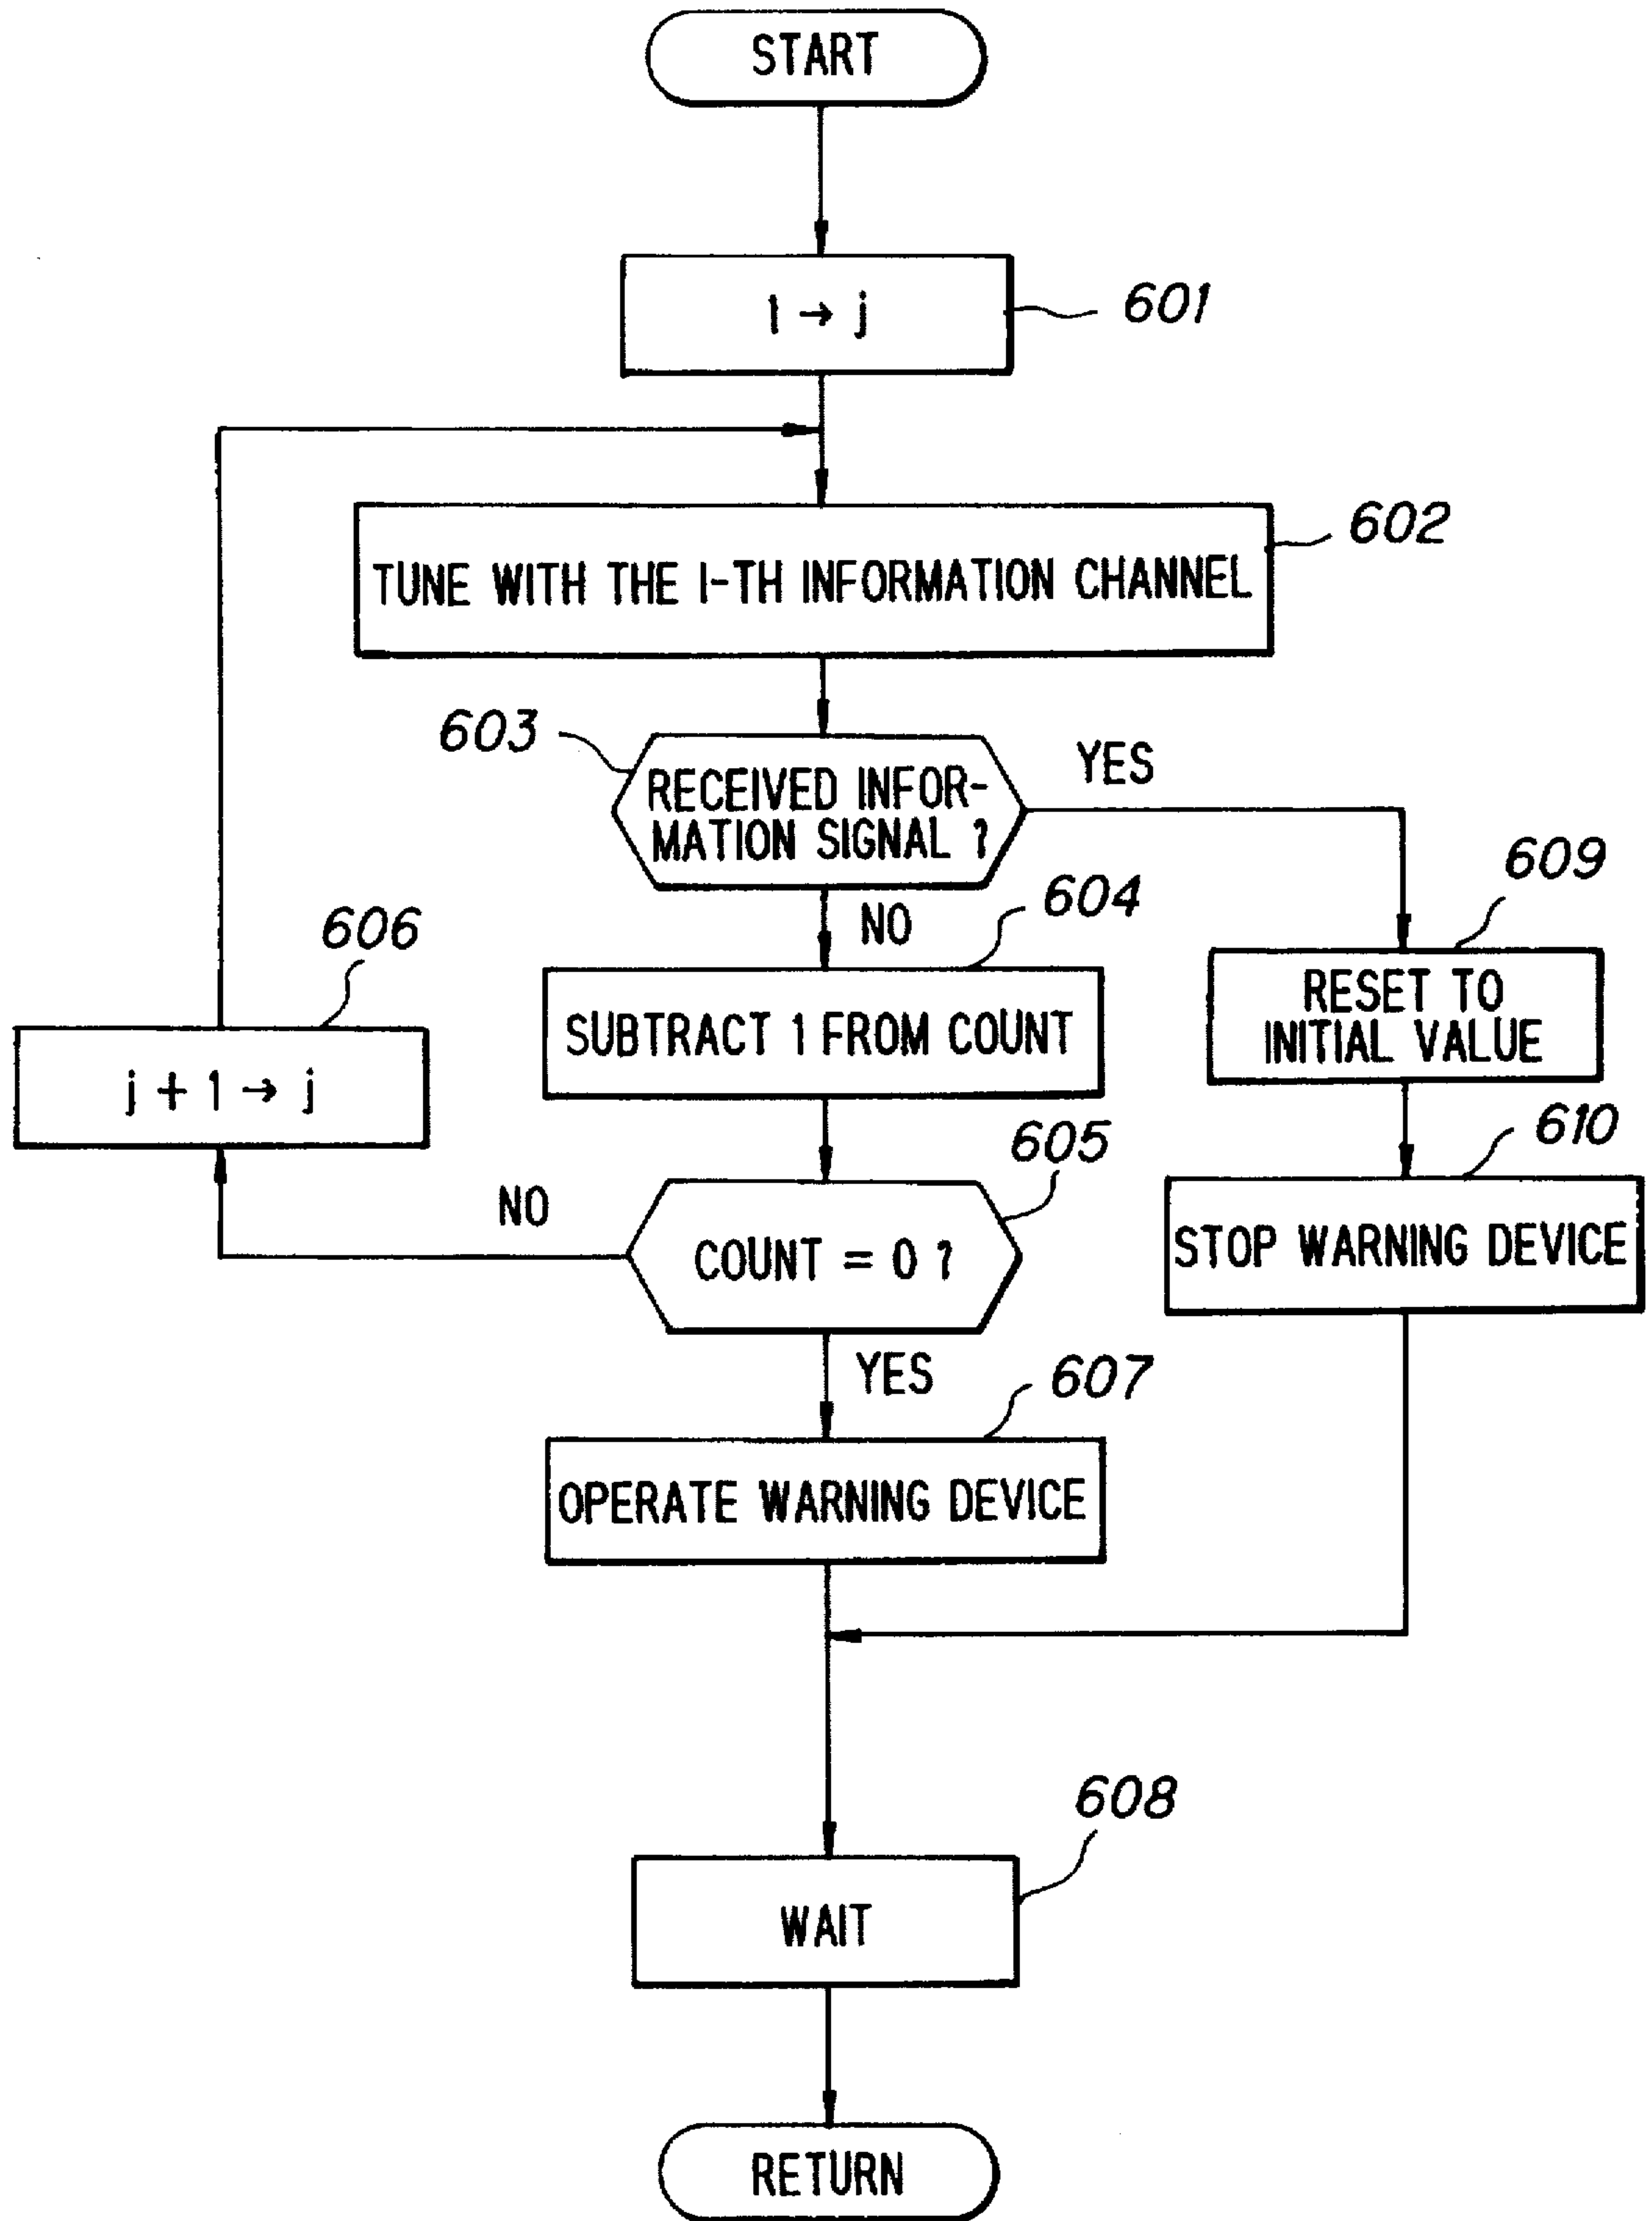 START
1 → j
601
TUNE WITH THE I-TH INFORMATION CHANNEL
602
603
RECEIVED INFOR-
MATION SIGNAL ?
YES
NO
604
609
606
SUBTRACT 1 FROM COUNT
RESET TO
INITIAL VALUE
j + 1 → j
605
610
NO
COUNT = 0 ?
STOP WARNING DEVICE
YES
607
OPERATE WARNING DEVICE
608
WAIT
RETURN